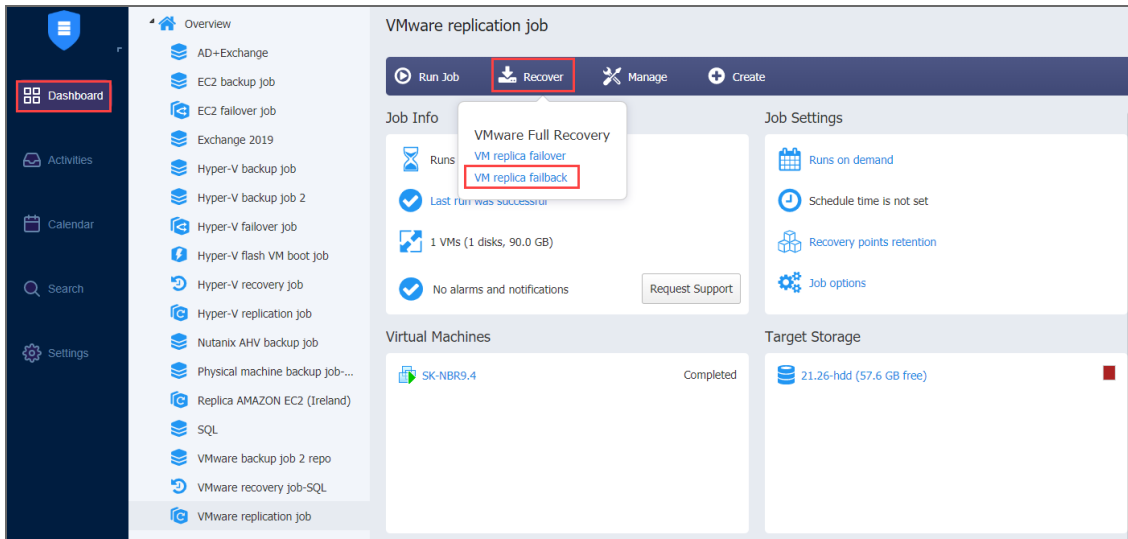 Dashboard
Activities
Calendar
Search
Settings
Overview
AD+Exchange
EC2 backup job
EC2 failover job
Exchange 2019
Hyper-V backup job
Hyper-V backup job 2
Hyper-V failover job
Hyper-V flash VM boot job
Hyper-V recovery job
Hyper-V replication job
Nutanix AHV backup job
Physical machine backup job-...
Replica AMAZON EC2 (Ireland)
SQL
VMware backup job 2 repo
VMware recovery job-SQL
VMware replication job
VMware replication job
Run Job Recover Manage Create
Job Info
VMware Full Recovery
VM replica failover
VM replica failback
Runs
Last run was successful
1 VMs (1 disks, 90.0 GB)
No alarms and notifications Request Support
Job Settings
Runs on demand
Schedule time is not set
Recovery points retention
Job options
Virtual Machines
SK-NBR9.4 Completed
Target Storage
21.26-hdd (57.6 GB free)